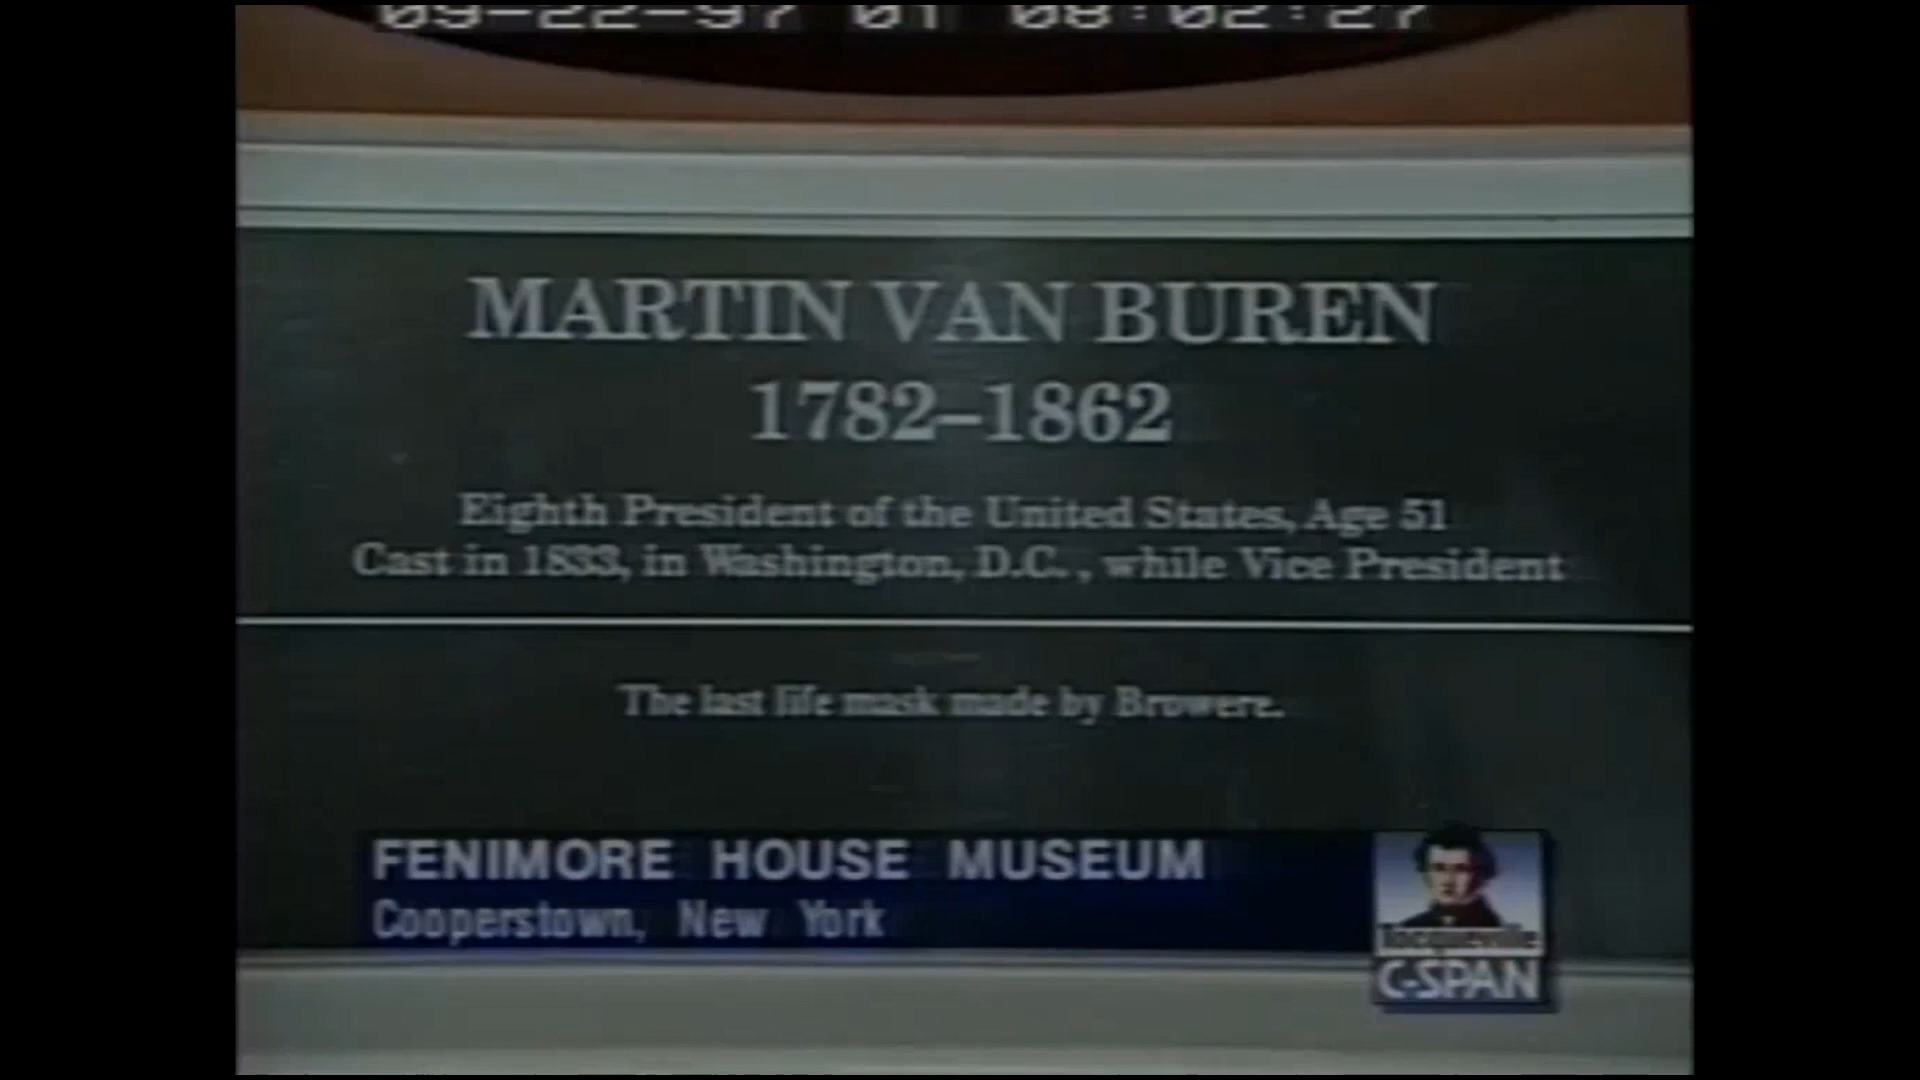 09-22-97 01 08:02:27
MARTIN VAN BUREN
1782–1862
Eighth President of the United States, Age 51
Cast in 1833, in Washington, D.C., while Vice President
The last life mask made by Browere.
FENIMORE HOUSE MUSEUM
Cooperstown, New York
Tocqueville
C-SPAN